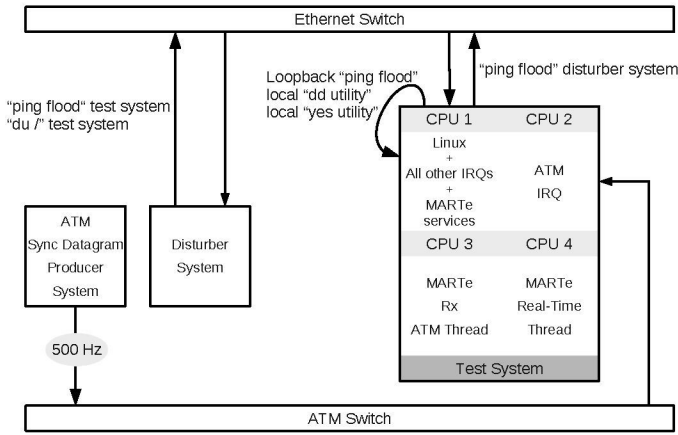 Ethernet Switch
“ping flood“ test system
“du /” test system
Loopback “ping flood”
local “dd utility”
local “yes utility”
“ping flood” disturber system
ATM
Sync Datagram
Producer
System
Disturber
System
CPU 1
Linux
+
All other IRQs
+
MARTe
services
CPU 2
ATM
IRQ
CPU 3
MARTe
Rx
ATM Thread
CPU 4
MARTe
Real-Time
Thread
Test System
500 Hz
ATM Switch